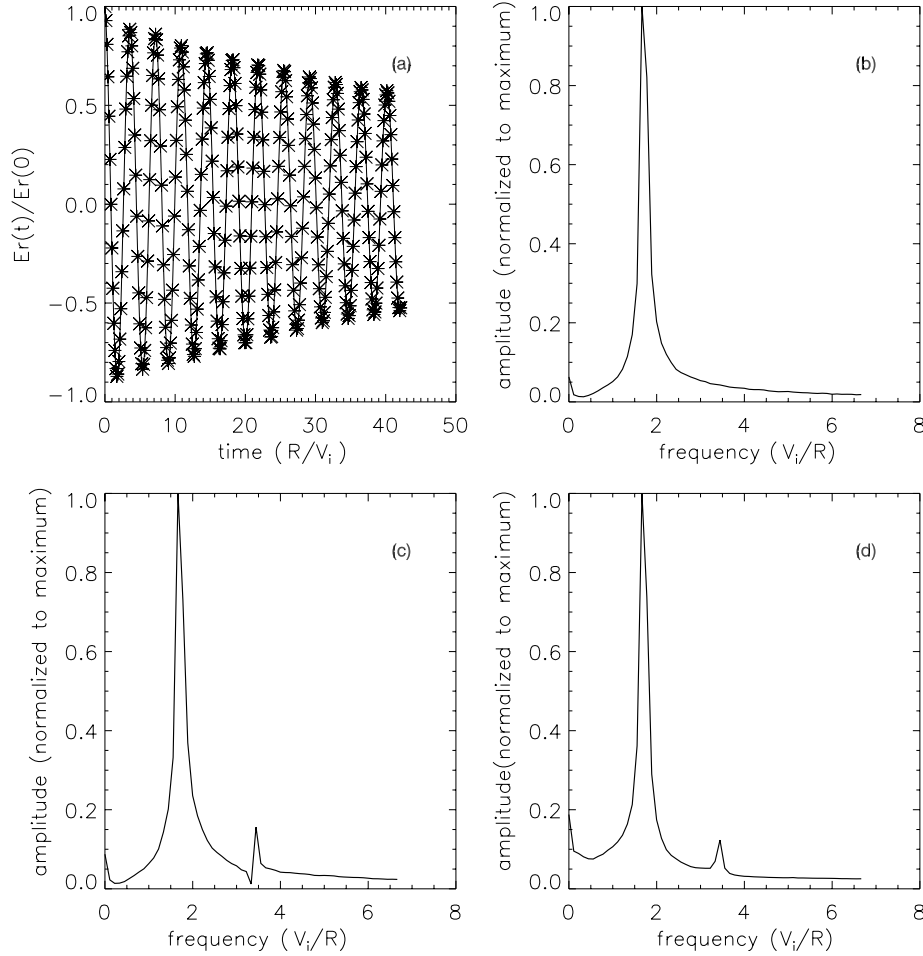 1.0
0.5
0.0
−0.5
−1.0
Er(t)/Er(0)
(a)
0 10 20 30 40 50
time (R/Vᵢ)
1.0
0.8
0.6
0.4
0.2
0.0
amplitude (normalized to maximum)
(b)
0 2 4 6 8
frequency (Vᵢ/R)
1.0
0.8
0.6
0.4
0.2
0.0
amplitude (normalized to maximum)
(c)
0 2 4 6 8
frequency (Vᵢ/R)
1.0
0.8
0.6
0.4
0.2
0.0
amplitude(normalized to maximum)
(d)
0 2 4 6 8
frequency (Vᵢ/R)